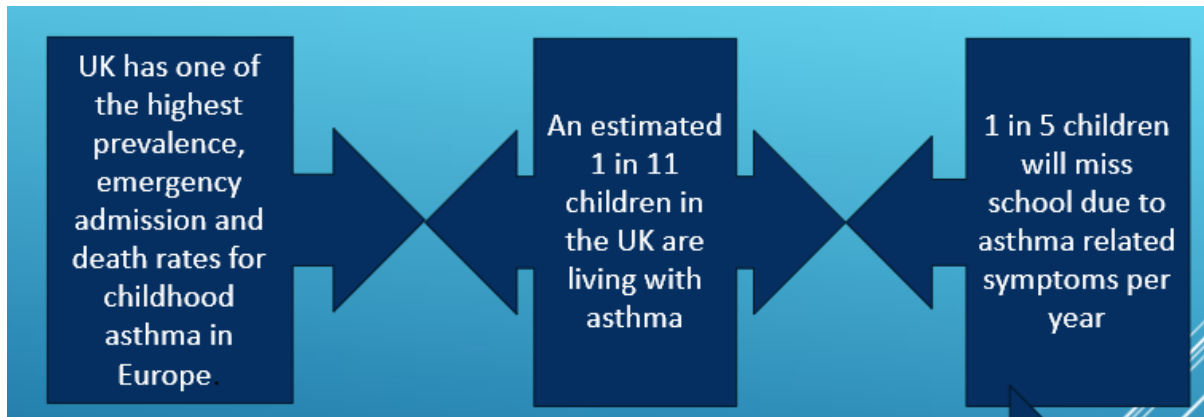 UK has one of
the highest
prevalence,
emergency
admission and
death rates for
childhood
asthma in
Europe.
An estimated
1 in 11
children in
the UK are
living with
asthma
1 in 5 children
will miss
school due to
asthma related
symptoms per
year